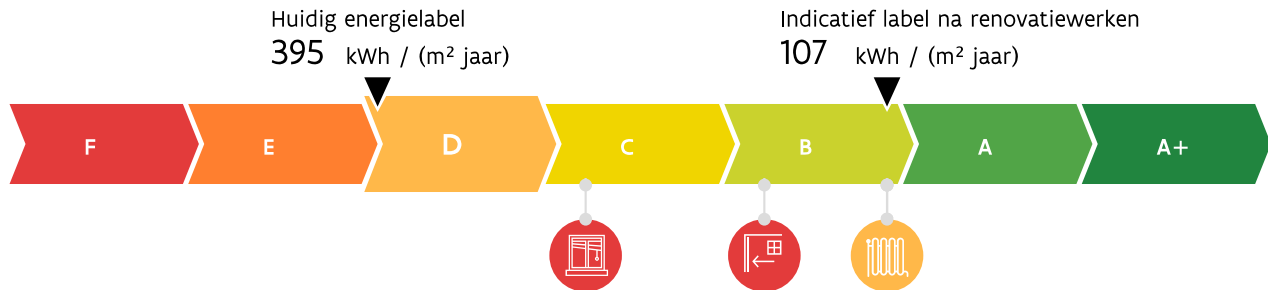 Huidig energielabel
395 kWh / (m² jaar)
Indicatief label na renovatiewerken
107 kWh / (m² jaar)
F E D C B A A+